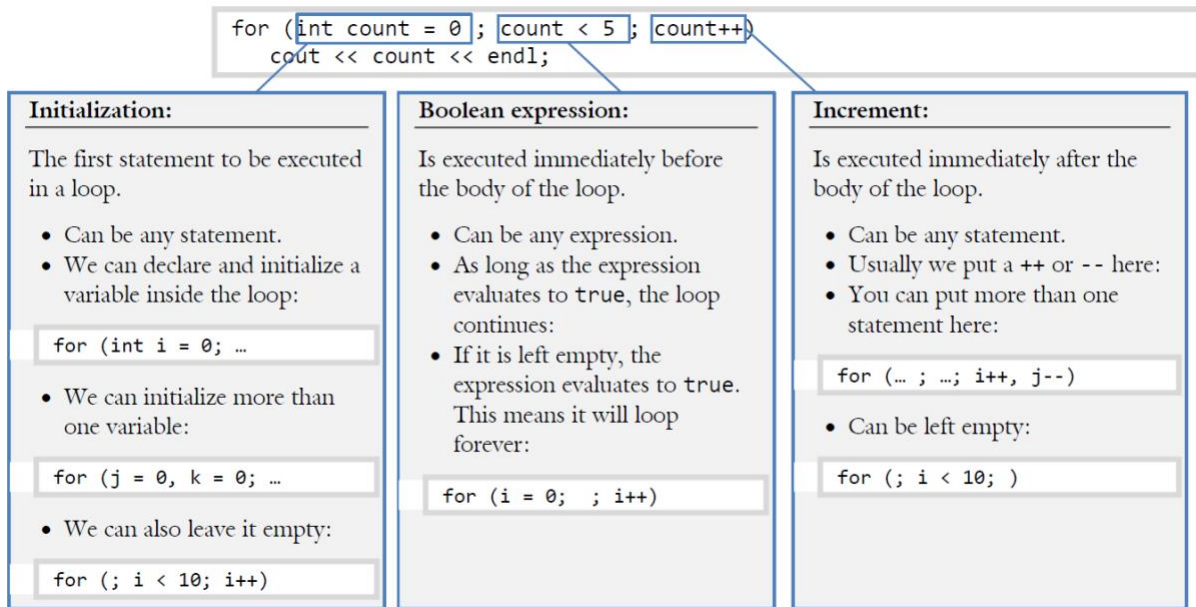 for (int count = 0 ; count < 5 ; count++)
cout << count << endl;
Initialization:
The first statement to be executed
in a loop.
• Can be any statement.
• We can declare and initialize a
variable inside the loop:
for (int i = 0; …
• We can initialize more than
one variable:
for (j = 0, k = 0; …
• We can also leave it empty:
for (; i < 10; i++)
Boolean expression:
Is executed immediately before
the body of the loop.
• Can be any expression.
• As long as the expression
evaluates to true, the loop
continues:
• If it is left empty, the
expression evaluates to true.
This means it will loop
forever:
for (i = 0;  ; i++)
Increment:
Is executed immediately after the
body of the loop.
• Can be any statement.
• Usually we put a ++ or -- here:
• You can put more than one
statement here:
for (… ; …; i++, j--)
• Can be left empty:
for (; i < 10; )